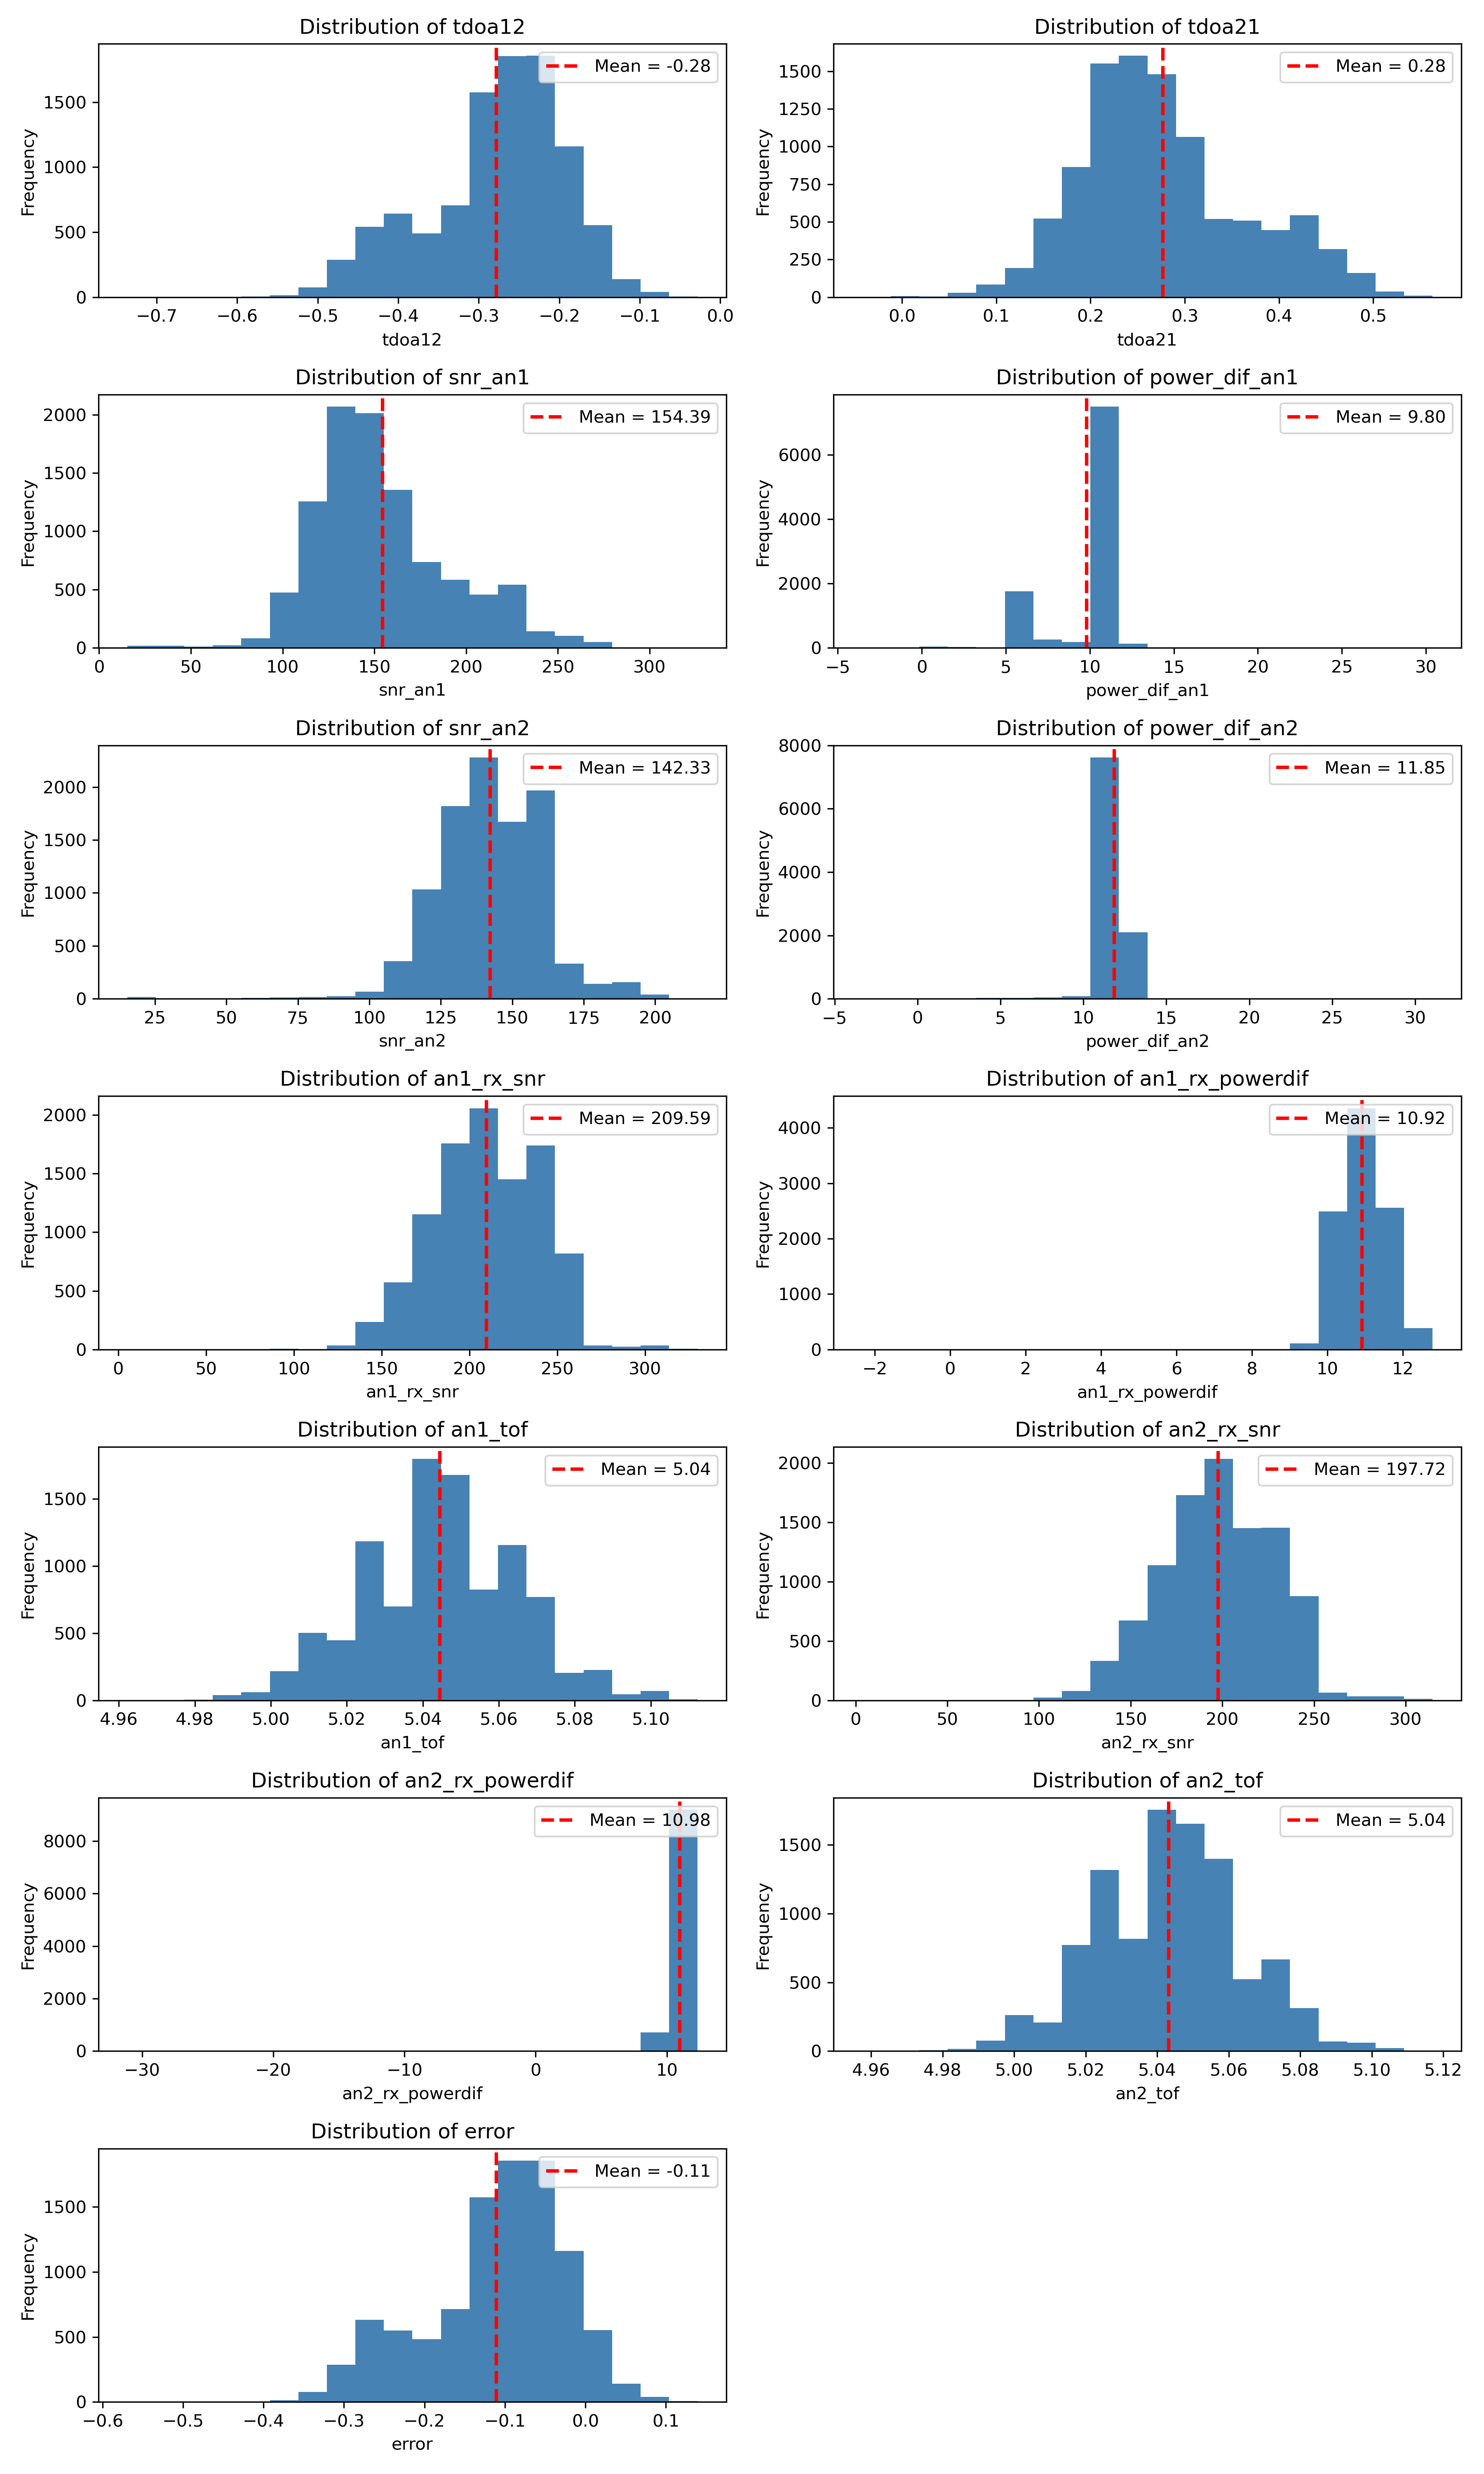 Distribution of tdoa12
Mean = -0.28
Frequency
1500
1000
500
0
−0.7 −0.6 −0.5 −0.4 −0.3 −0.2 −0.1 0.0
tdoa12
Distribution of tdoa21
Mean = 0.28
Frequency
1500
1250
1000
750
500
250
0
0.0 0.1 0.2 0.3 0.4 0.5
tdoa21
Distribution of snr_an1
Mean = 154.39
Frequency
2000
1500
1000
500
0
0 50 100 150 200 250 300
snr_an1
Distribution of power_dif_an1
Mean = 9.80
Frequency
6000
4000
2000
0
−5 0 5 10 15 20 25 30
power_dif_an1
Distribution of snr_an2
Mean = 142.33
Frequency
2000
1500
1000
500
0
25 50 75 100 125 150 175 200
snr_an2
Distribution of power_dif_an2
Mean = 11.85
Frequency
8000
6000
4000
2000
0
−5 0 5 10 15 20 25 30
power_dif_an2
Distribution of an1_rx_snr
Mean = 209.59
Frequency
2000
1500
1000
500
0
0 50 100 150 200 250 300
an1_rx_snr
Distribution of an1_rx_powerdif
Mean = 10.92
Frequency
4000
3000
2000
1000
0
−2 0 2 4 6 8 10 12
an1_rx_powerdif
Distribution of an1_tof
Mean = 5.04
Frequency
1500
1000
500
0
4.96 4.98 5.00 5.02 5.04 5.06 5.08 5.10
an1_tof
Distribution of an2_rx_snr
Mean = 197.72
Frequency
2000
1500
1000
500
0
0 50 100 150 200 250 300
an2_rx_snr
Distribution of an2_rx_powerdif
Mean = 10.98
Frequency
8000
6000
4000
2000
0
−30 −20 −10 0 10
an2_rx_powerdif
Distribution of an2_tof
Mean = 5.04
Frequency
1500
1000
500
0
4.96 4.98 5.00 5.02 5.04 5.06 5.08 5.10 5.12
an2_tof
Distribution of error
Mean = -0.11
Frequency
1500
1000
500
0
−0.6 −0.5 −0.4 −0.3 −0.2 −0.1 0.0 0.1
error